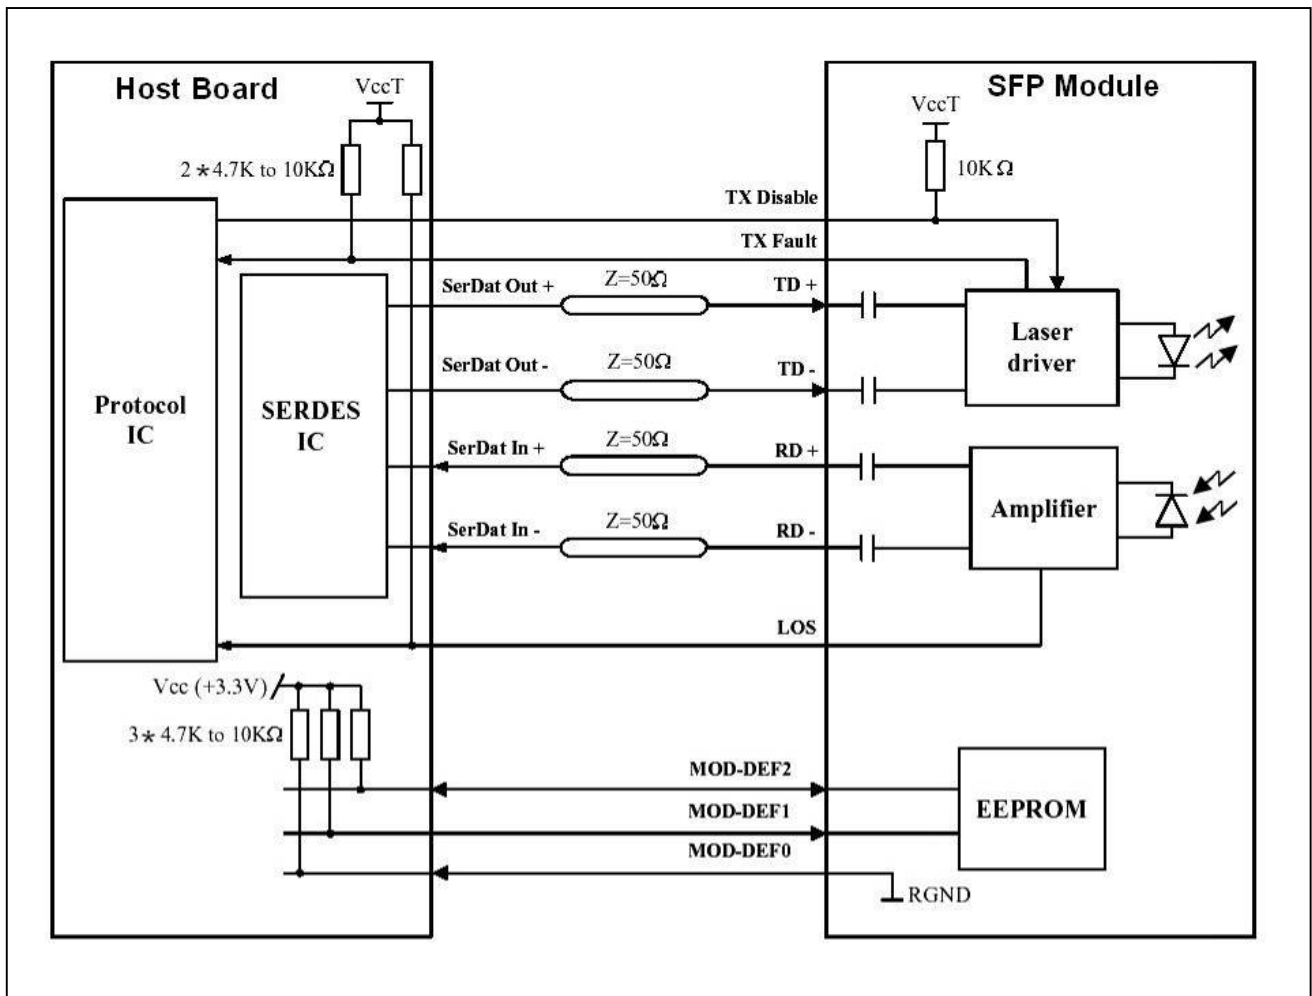 Host Board
SFP Module
VccT
VccT
2*4.7K to 10KΩ
10KΩ
TX Disable
TX Fault
SerDat Out +
Z=50Ω
TD +
SerDat Out -
Z=50Ω
TD -
Laser
driver
Protocol
IC
SERDES
IC
SerDat In +
Z=50Ω
RD +
SerDat In -
Z=50Ω
RD -
Amplifier
LOS
Vcc (+3.3V)
3* 4.7K to 10KΩ
MOD-DEF2
MOD-DEF1
MOD-DEF0
EEPROM
RGND